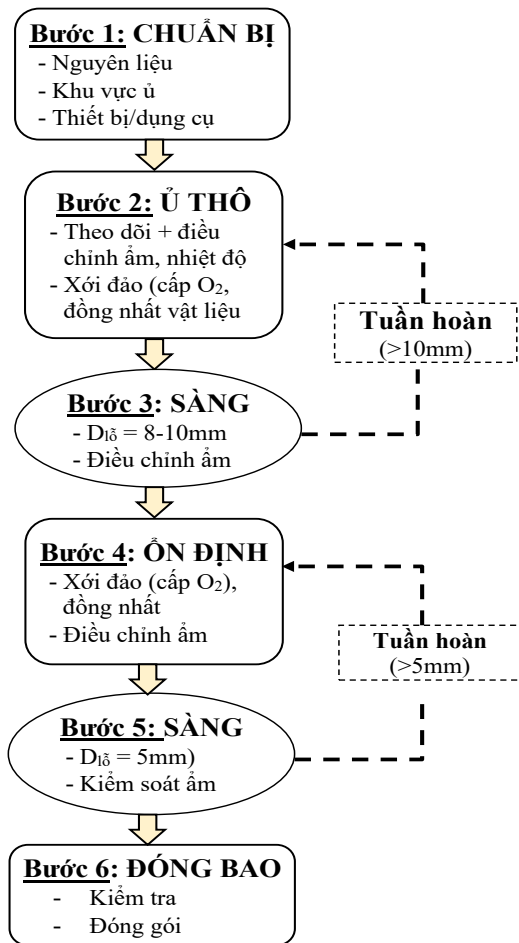 Bước 1: CHUẨN BỊ
- Nguyên liệu
- Khu vực ủ
- Thiết bị/dụng cụ
Bước 2: Ủ THÔ
- Theo dõi + điều
chỉnh ẩm, nhiệt độ
- Xới đảo (cấp O₂,
đồng nhất vật liệu
Tuần hoàn
(>10mm)
Bước 3: SÀNG
- Dlỗ = 8-10mm
- Điều chỉnh ẩm
Bước 4: ỔN ĐỊNH
- Xới đảo (cấp O₂),
đồng nhất
- Điều chỉnh ẩm
Tuần hoàn
(>5mm)
Bước 5: SÀNG
- Dlỗ = 5mm)
- Kiểm soát ẩm
Bước 6: ĐÓNG BAO
- Kiểm tra
- Đóng gói